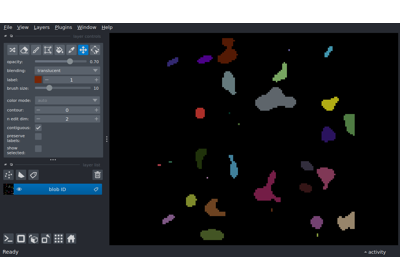 File View Layers Plugins Window Help
opacity: 0.70
blending: translucent
label: 1
brush size: 10
color mode:
contour: 0
n edit dim: 2
contiguous:
preserve labels:
show selected:
blob ID
Ready
activity